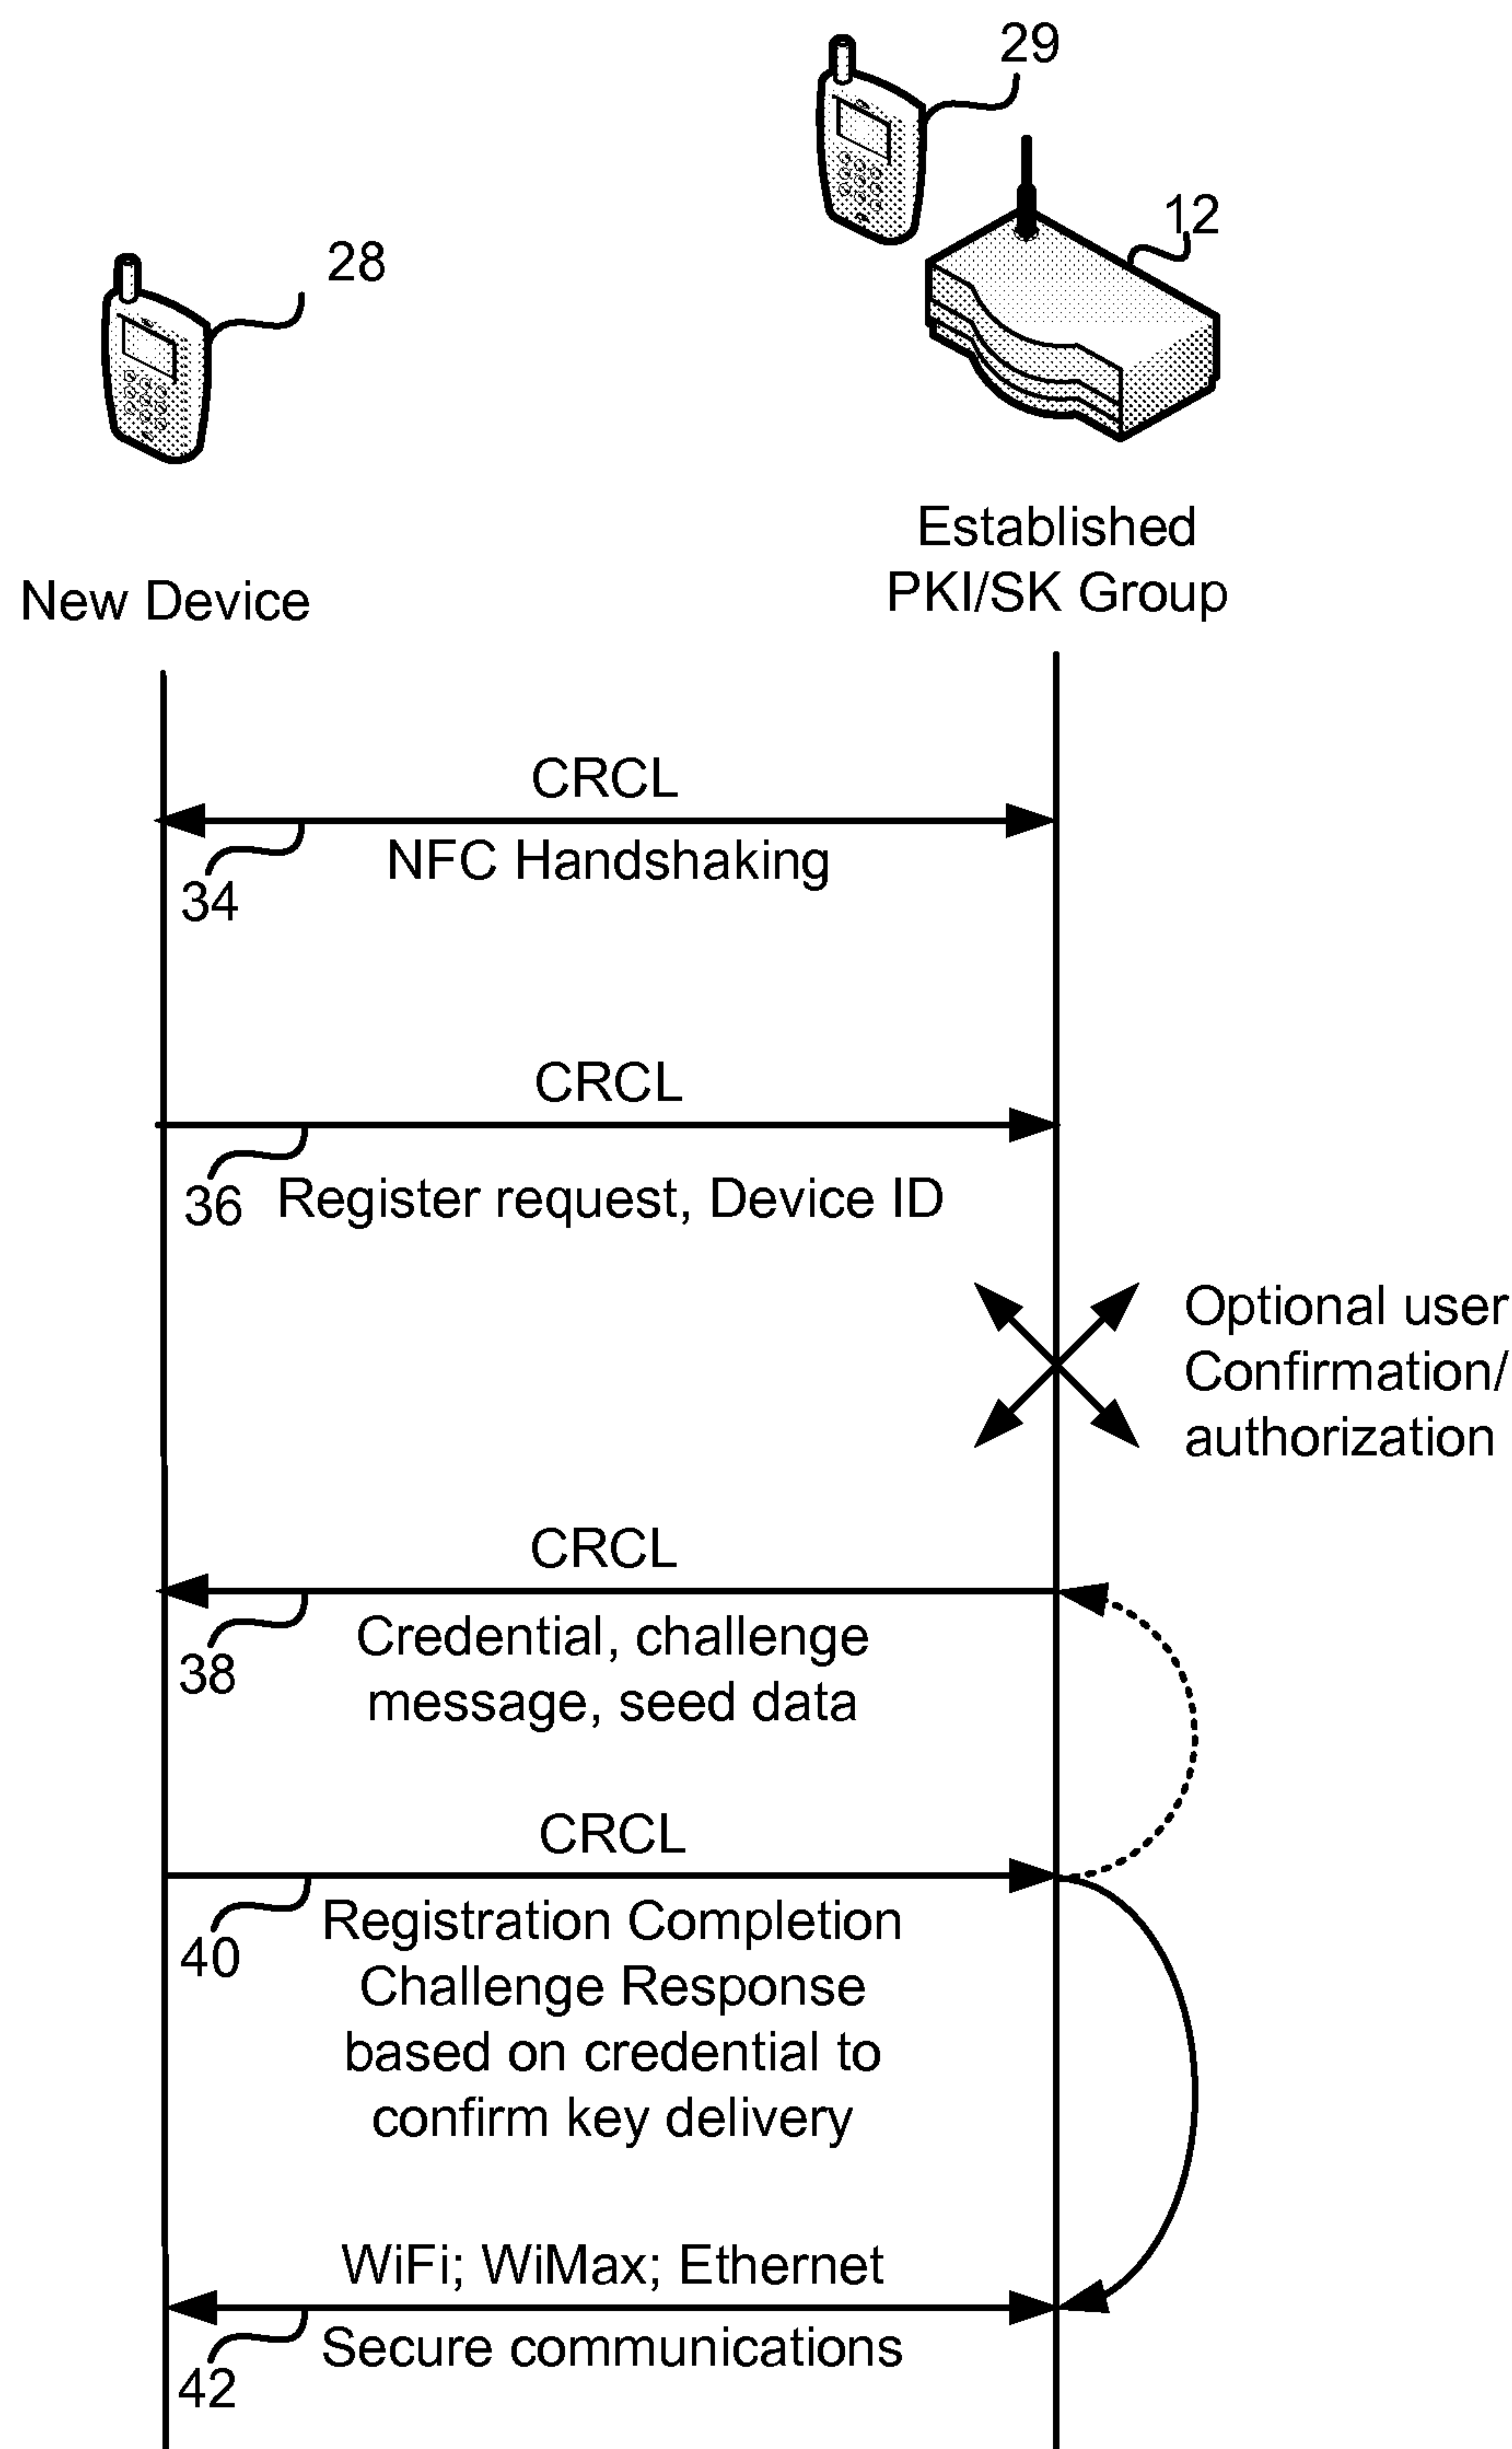 29
12
28
Established
PKI/SK Group
New Device
CRCL
NFC Handshaking
34
CRCL
36 Register request, Device ID
Optional user
Confirmation/
authorization
CRCL
Credential, challenge
38
message, seed data
CRCL
Registration Completion
40
Challenge Response
based on credential to
confirm key delivery
WiFi; WiMax; Ethernet
Secure communications
42